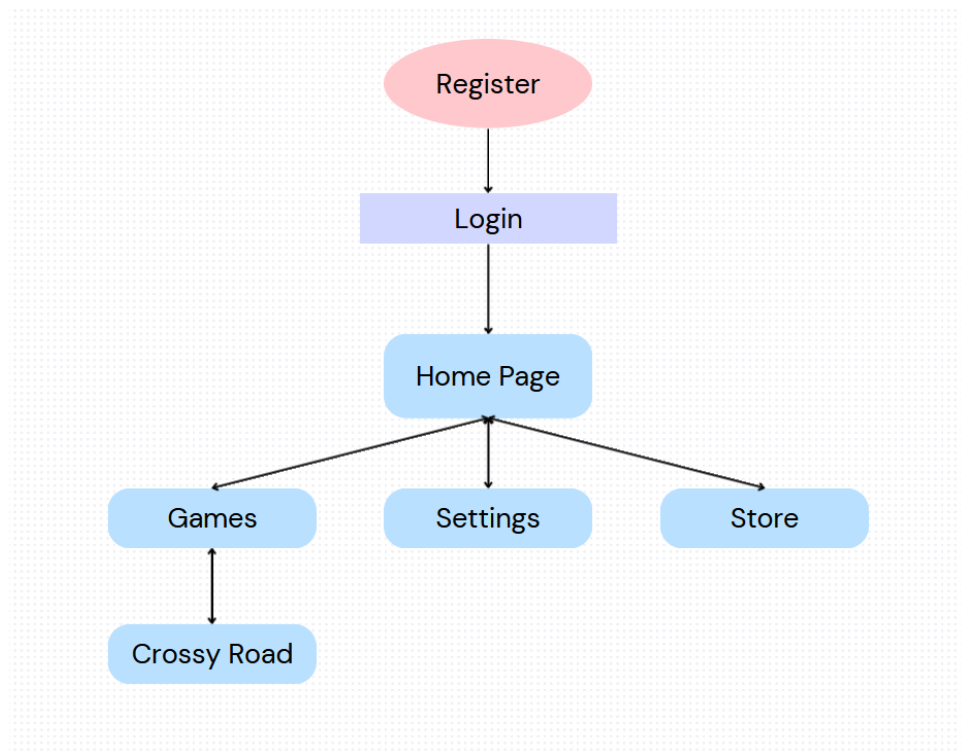 Register
Login
Home Page
Games
Settings
Store
Crossy Road